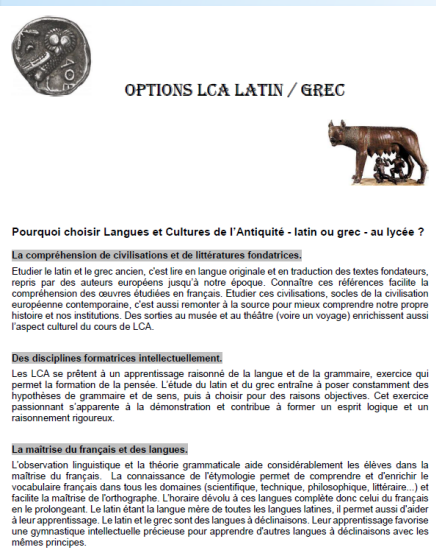 OPTIONS LCA LATIN / GREC
Pourquoi choisir Langues et Cultures de l'Antiquité - latin ou grec - au lycée ?
La compréhension de civilisations et de littératures fondatrices.
Etudier le latin et le grec ancien, c'est lire en langue originale et en traduction des textes fondateurs,
repris par des auteurs européens jusqu'à notre époque. Connaître ces références facilite la
compréhension des œuvres étudiées en français. Etudier ces civilisations, socles de la civilisation
européenne contemporaine, c'est aussi remonter à la source pour mieux comprendre notre propre
histoire et nos institutions. Des sorties au musée et au théâtre (voire un voyage) enrichissent aussi
l'aspect culturel du cours de LCA.
Des disciplines formatrices intellectuellement.
Les LCA se prêtent à un apprentissage raisonné de la langue et de la grammaire, exercice qui
permet la formation de la pensée. L'étude du latin et du grec entraîne à poser constamment des
hypothèses de grammaire et de sens, puis à choisir pour des raisons objectives. Cet exercice
passionnant s'apparente à la démonstration et contribue à former un esprit logique et un
raisonnement rigoureux.
La maitrise du français et des langues.
L'observation linguistique et la théorie grammaticale aide considérablement les élèves dans la
maîtrise du français. La connaissance de l'étymologie permet de comprendre et d'enrichir le
vocabulaire français dans tous les domaines (scientifique, technique, philosophique, littéraire...) et
facilite la maîtrise de l'orthographe. L'horaire dévolu à ces langues complète donc celui du français
en le prolongeant. Le latin étant la langue mère de toutes les langues latines, il permet aussi d'aider
à leur apprentissage. Le latin et le grec sont des langues à déclinaisons. Leur apprentissage favorise
une gymnastique intellectuelle précieuse pour apprendre d'autres langues à déclinaisons avec les
mêmes principes.